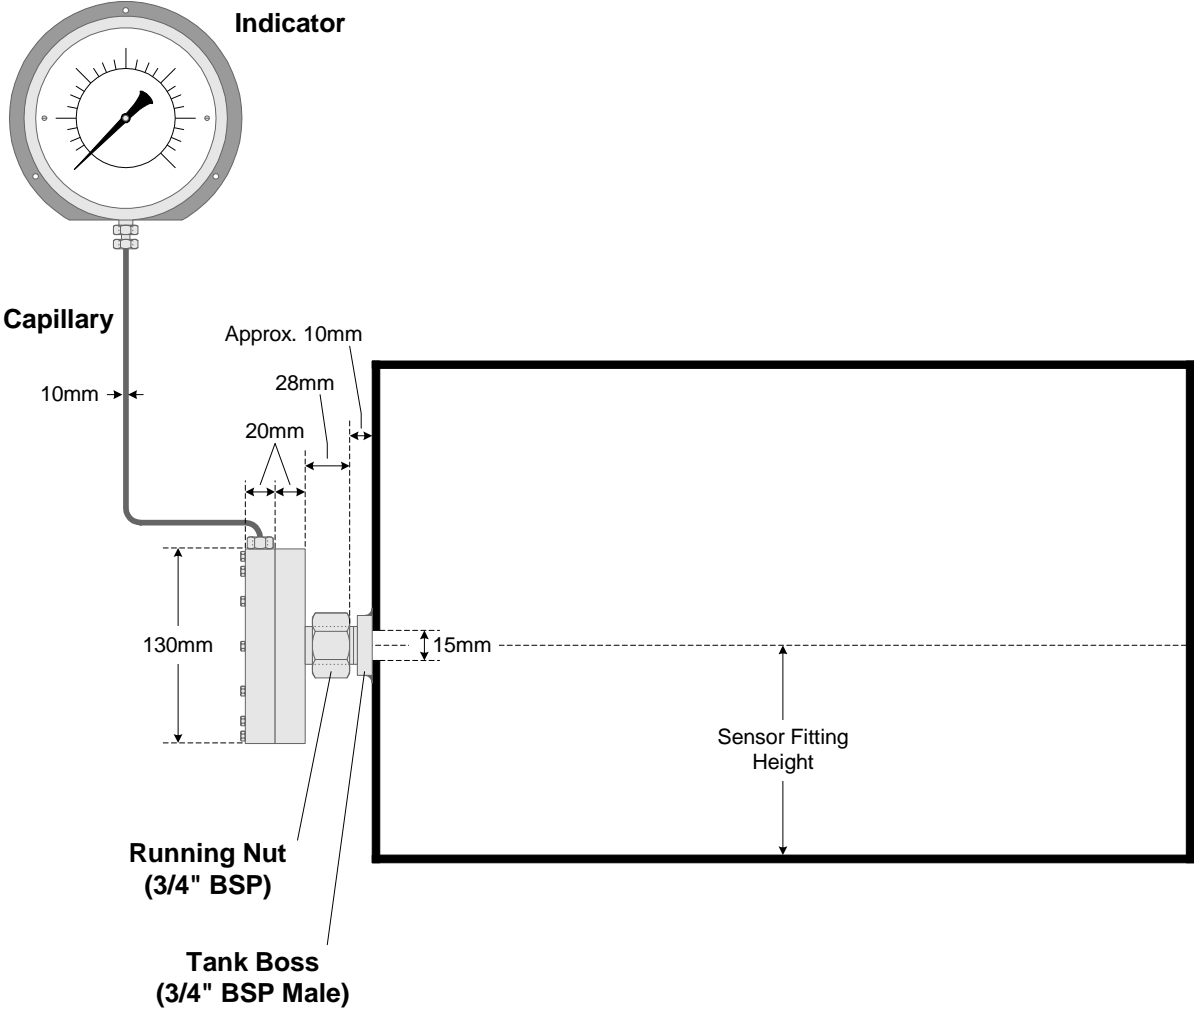 Indicator
Capillary
Approx. 10mm
28mm
10mm
20mm
130mm
15mm
Sensor Fitting
Height
Running Nut
(3/4" BSP)
Tank Boss
(3/4" BSP Male)